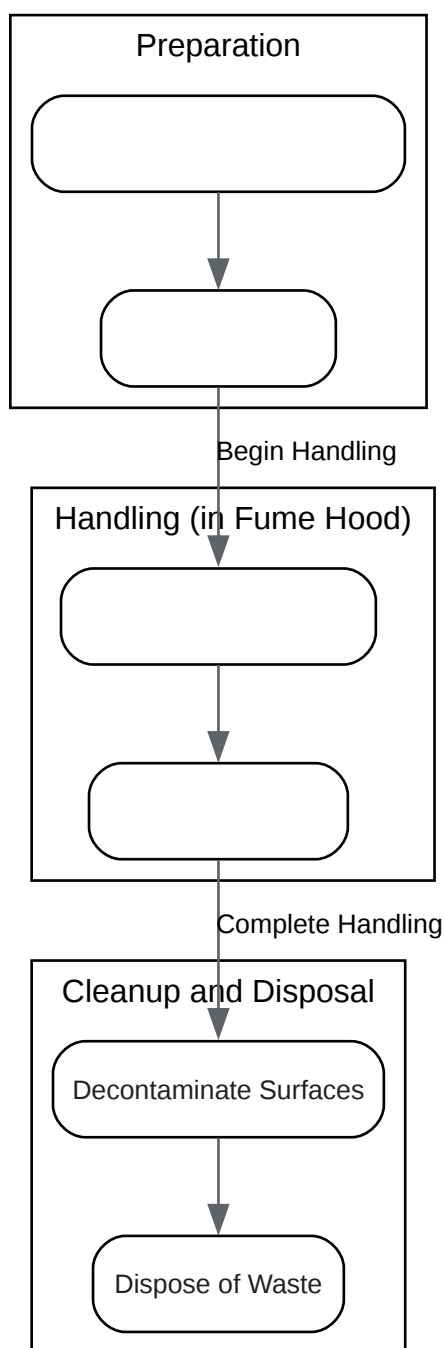 Preparation
Begin Handling
Handling (in Fume Hood)
Complete Handling
Cleanup and Disposal
Decontaminate Surfaces
Dispose of Waste